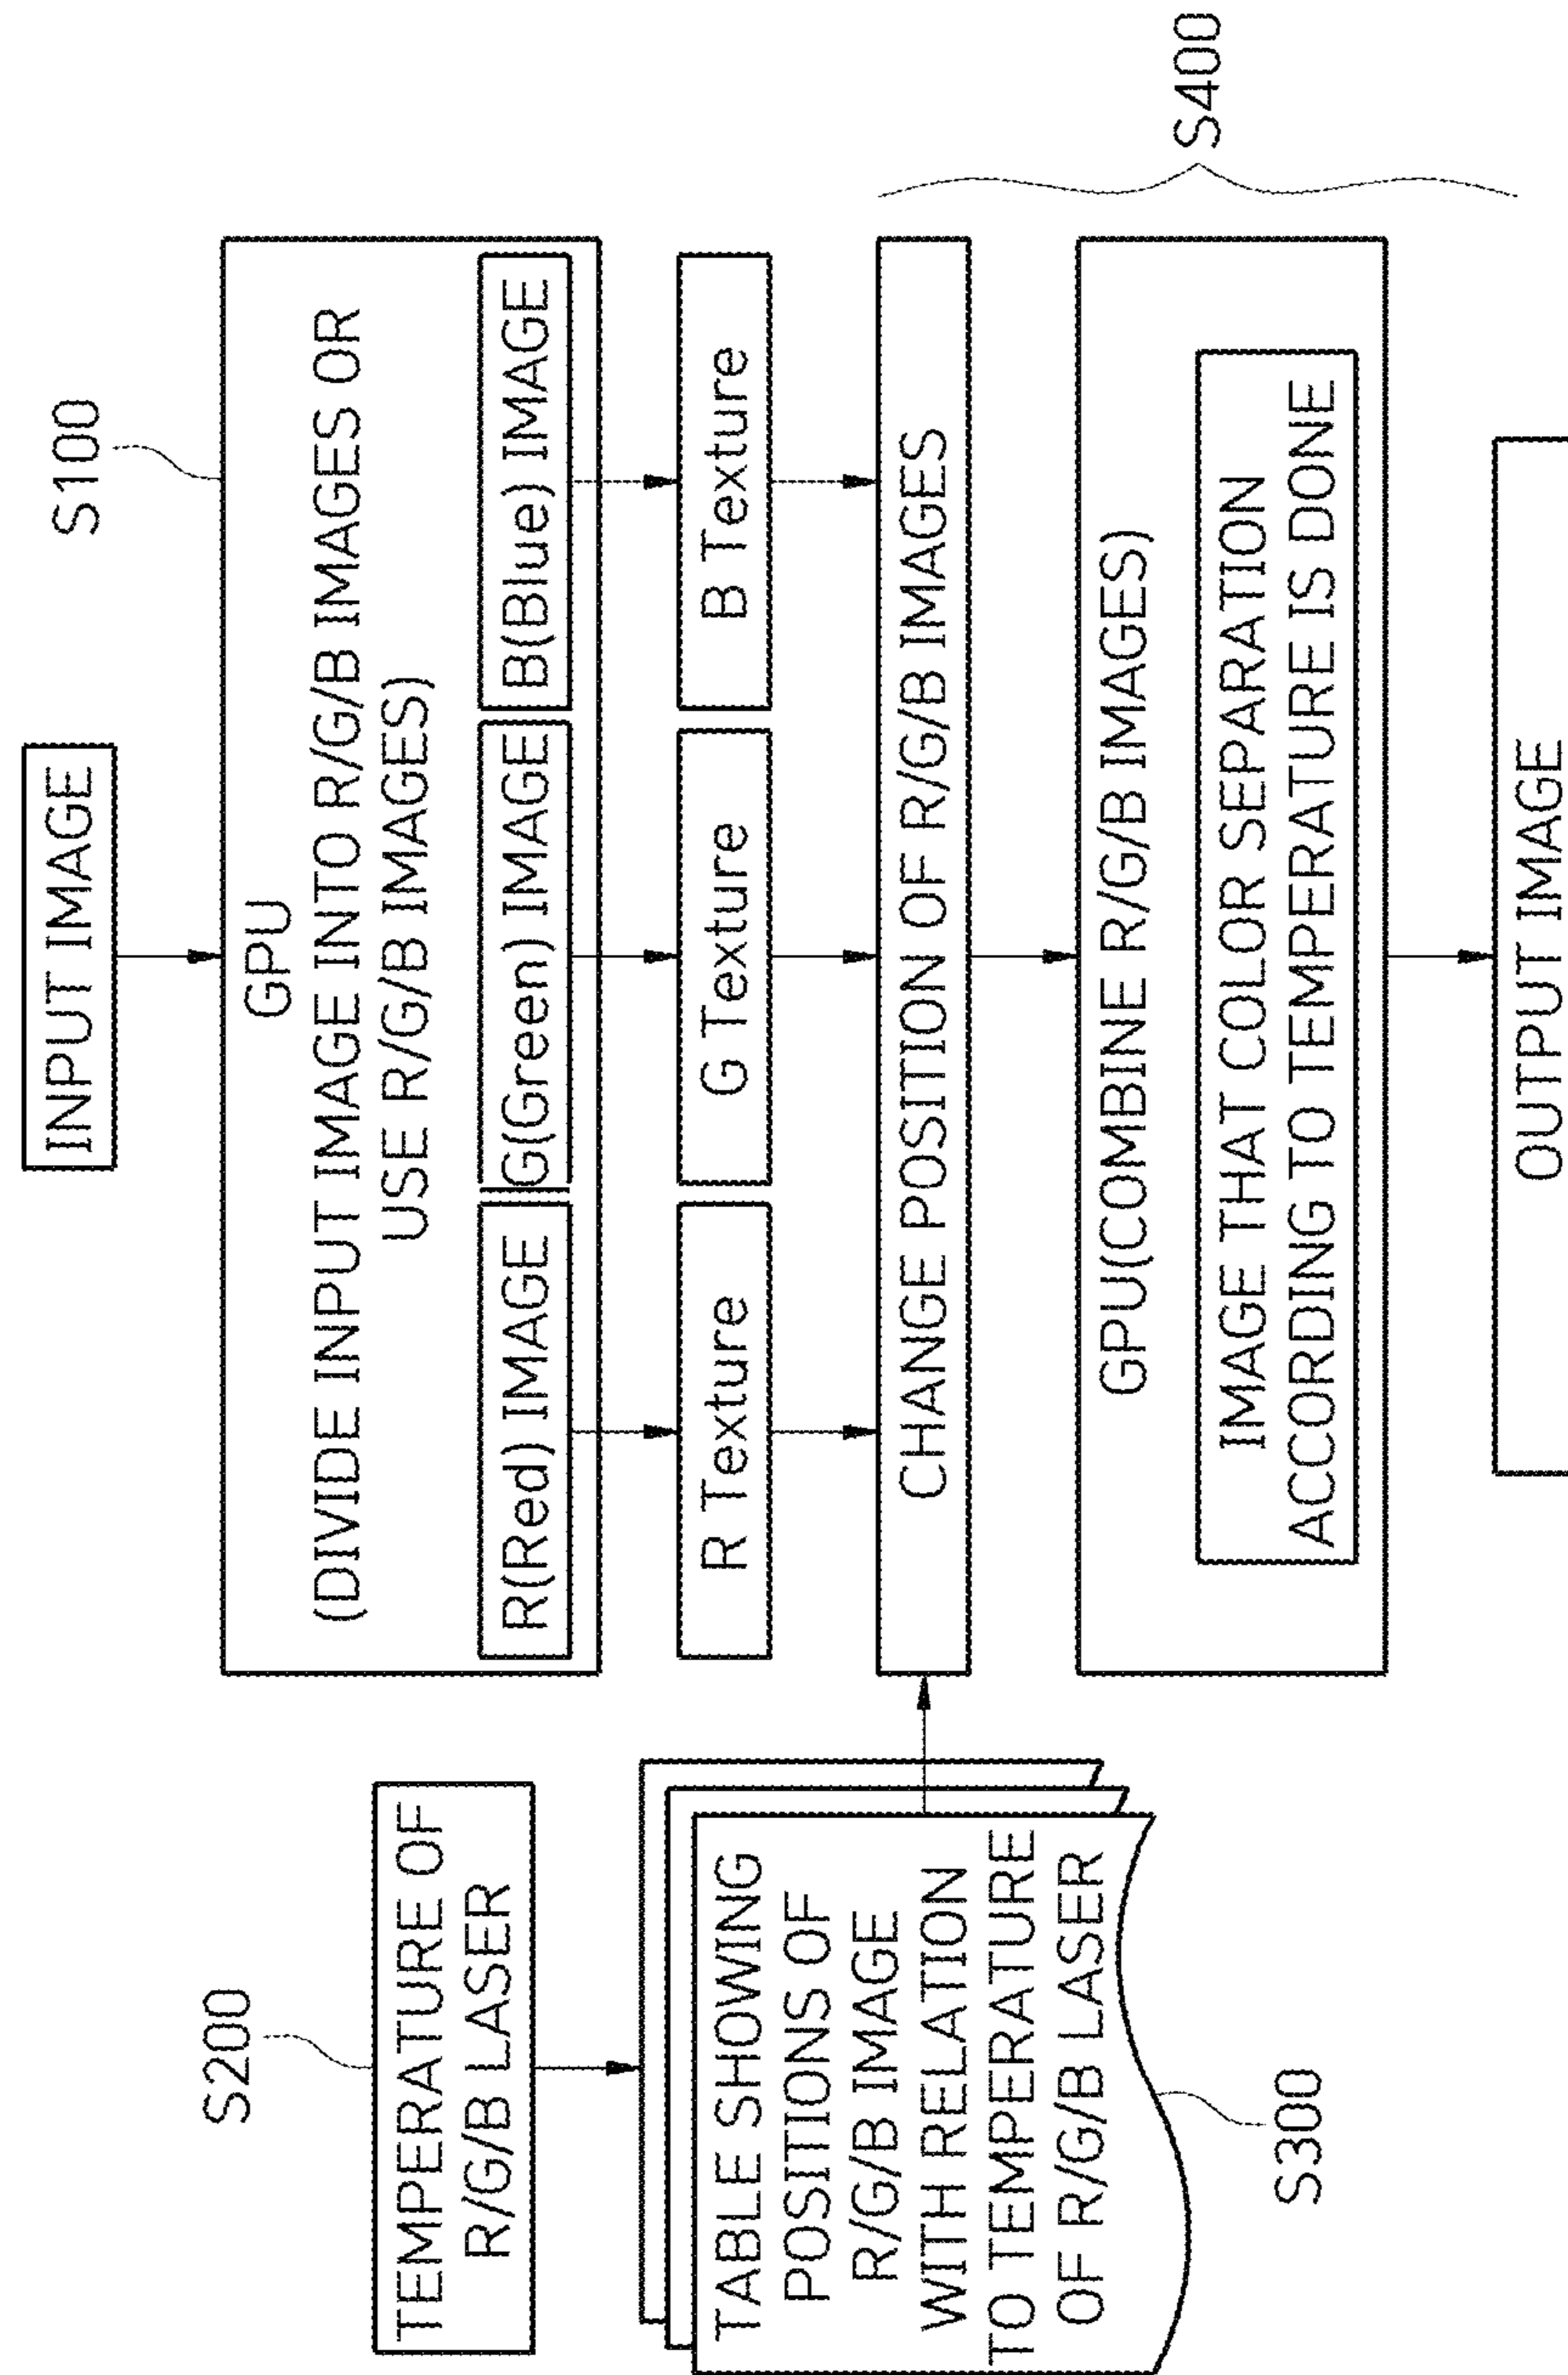 INPUT IMAGE
S100
GPU
(DIVIDE INPUT IMAGE INTO R/G/B IMAGES OR
USE R/G/B IMAGES)
R(Red) IMAGE
G(Green) IMAGE
B(Blue) IMAGE
R Texture
G Texture
B Texture
S200
TEMPERATURE OF
R/G/B LASER
TABLE SHOWING
POSITIONS OF
R/G/B IMAGE
WITH RELATION
TO TEMPERATURE
OF R/G/B LASER
S300
CHANGE POSITION OF R/G/B IMAGES
S400
GPU(COMBINE R/G/B IMAGES)
IMAGE THAT COLOR SEPARATION
ACCORDING TO TEMPERATURE IS DONE
OUTPUT IMAGE